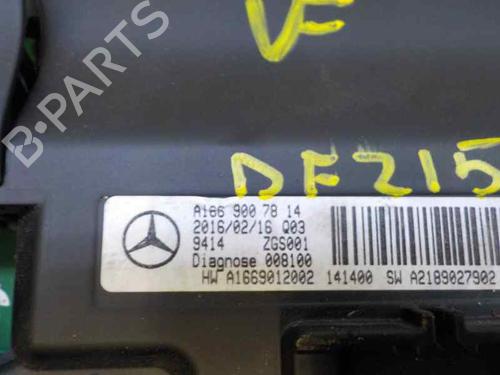 VF
DF215
A166 900 78 14
2016/02/16 Q03
9414 ZGS001
Diagnose 008100
HW A1669012002 141400 SW A2189027902
B-PARTS